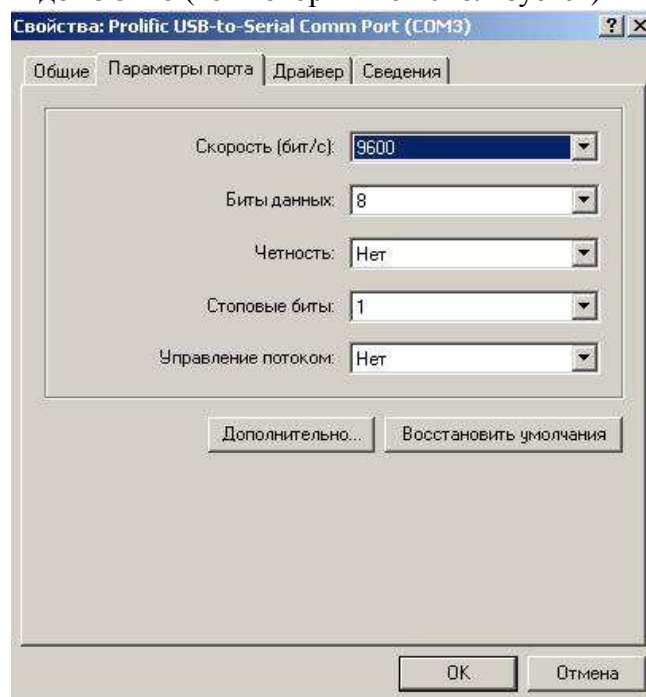 Свойства: Prolific USB-to-Serial Comm Port (COM3)
Общие Параметры порта Драйвер Сведения
Скорость (бит/с): 9600
Биты данных: 8
Четность: Нет
Стоповые биты: 1
Управление потоком: Нет
Дополнительно... Восстановить умолчания
OK Отмена